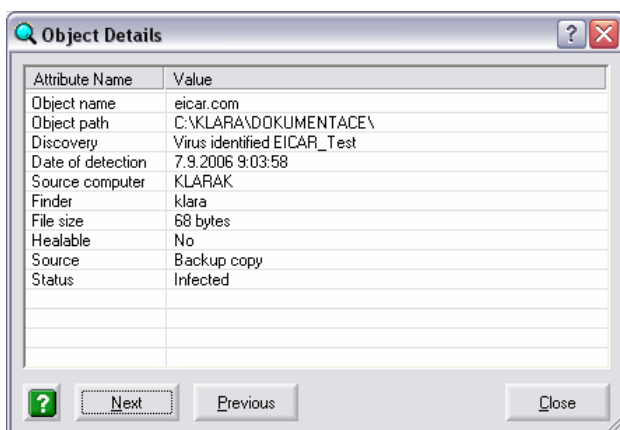 Object Details
Attribute Name Value
Object name eicar.com
Object path C:\KLARA\DOKUMENTACE\
Discovery Virus identified EICAR_Test
Date of detection 7.9.2006 9:03:58
Source computer KLARAK
Finder klara
File size 68 bytes
Healable No
Source Backup copy
Status Infected
Next Previous Close